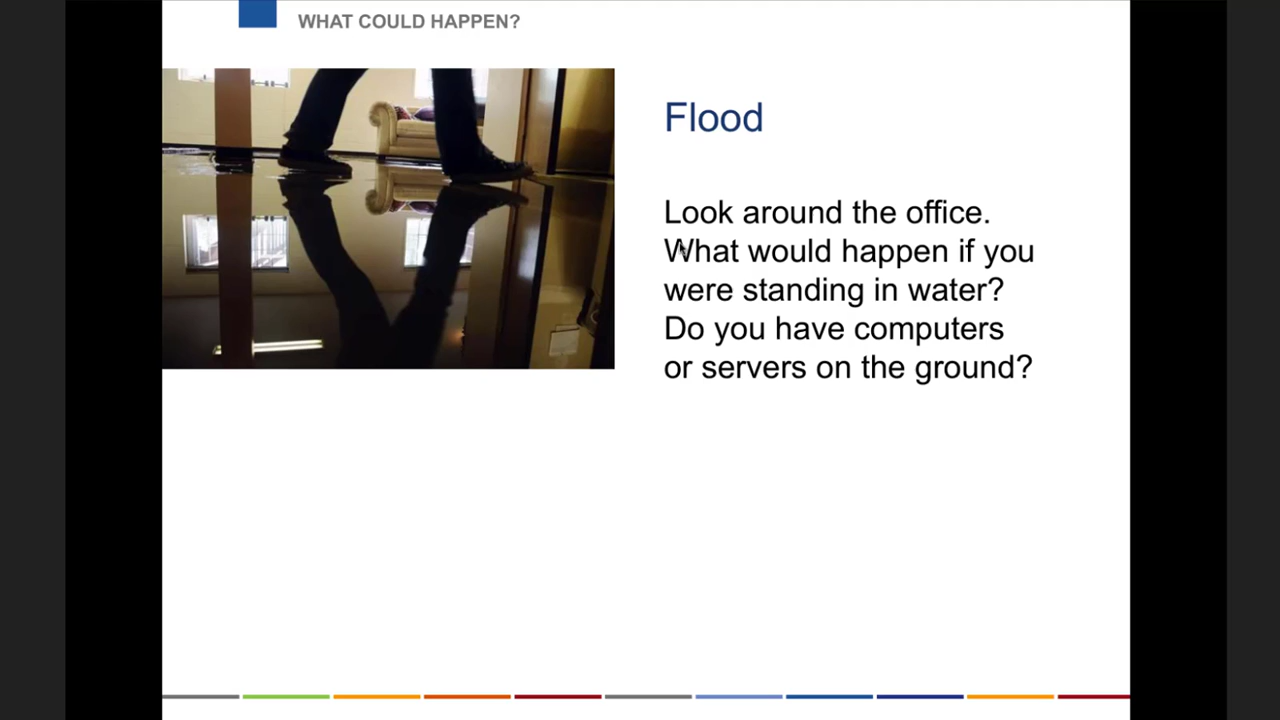 WHAT COULD HAPPEN?
Flood
Look around the office.
What would happen if you
were standing in water?
Do you have computers
or servers on the ground?